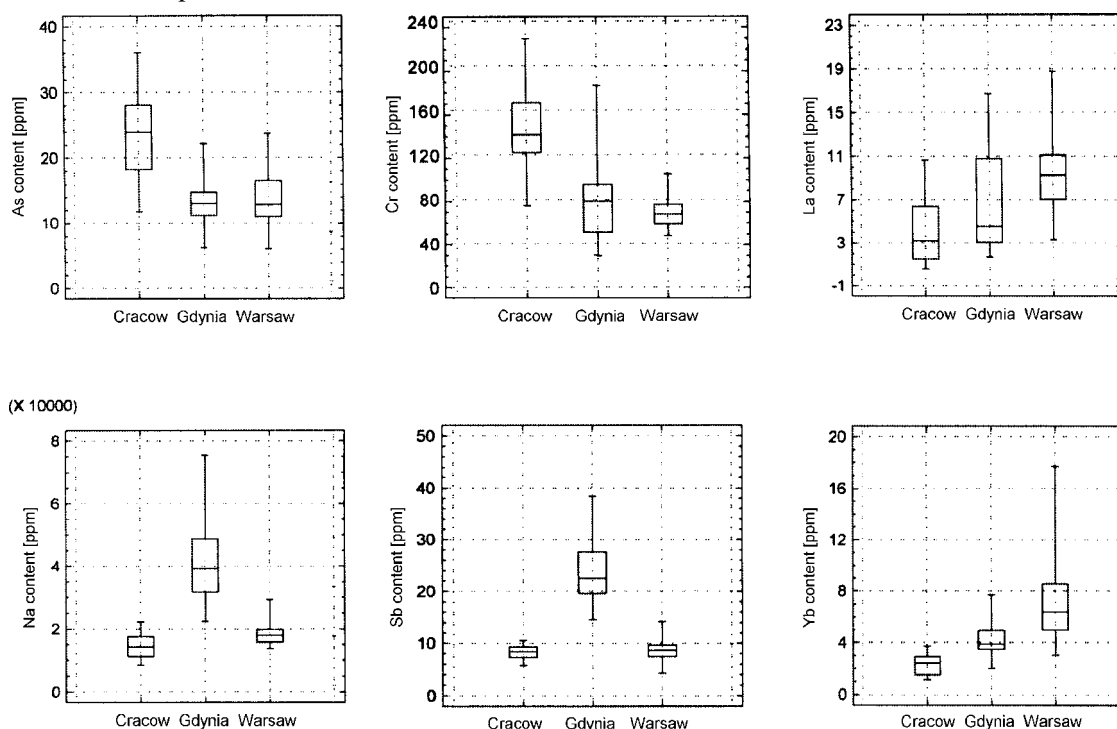 As content [ppm]
40
30
20
10
0
Cracow Gdynia Warsaw
Cr content [ppm]
240
200
160
120
80
40
0
Cracow Gdynia Warsaw
La content [ppm]
23
19
15
11
7
3
-1
Cracow Gdynia Warsaw
(X 10000)
Na content [ppm]
8
6
4
2
0
Cracow Gdynia Warsaw
Sb content [ppm]
50
40
30
20
10
0
Cracow Gdynia Warsaw
Yb content [ppm]
20
16
12
8
4
0
Cracow Gdynia Warsaw